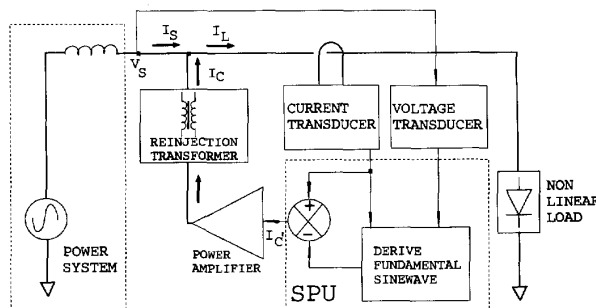 I_S
I_L
V_S
I_C
REINJECTION
TRANSFORMER
CURRENT
TRANSDUCER
VOLTAGE
TRANSDUCER
NON
LINEAR
LOAD
POWER
SYSTEM
POWER
AMPLIFIER
I_C'
+
-
DERIVE
FUNDAMENTAL
SINEWAVE
SPU